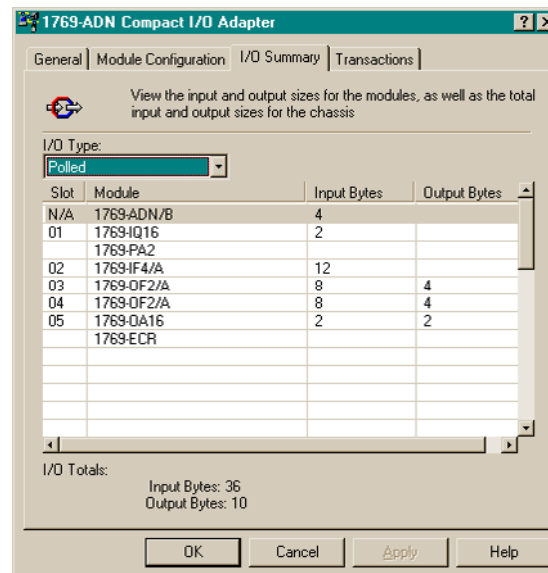 1769-ADN Compact I/O Adapter
General Module Configuration I/O Summary Transactions
View the input and output sizes for the modules, as well as the total
input and output sizes for the chassis
I/O Type:
Polled
Slot Module Input Bytes Output Bytes
N/A 1769-ADN/B 4
01 1769-IQ16 2
1769-PA2
02 1769-IF4/A 12
03 1769-OF2/A 8 4
04 1769-OF2/A 8 4
05 1769-OA16 2 2
1769-ECR
I/O Totals:
Input Bytes: 36
Output Bytes: 10
OK Cancel Apply Help